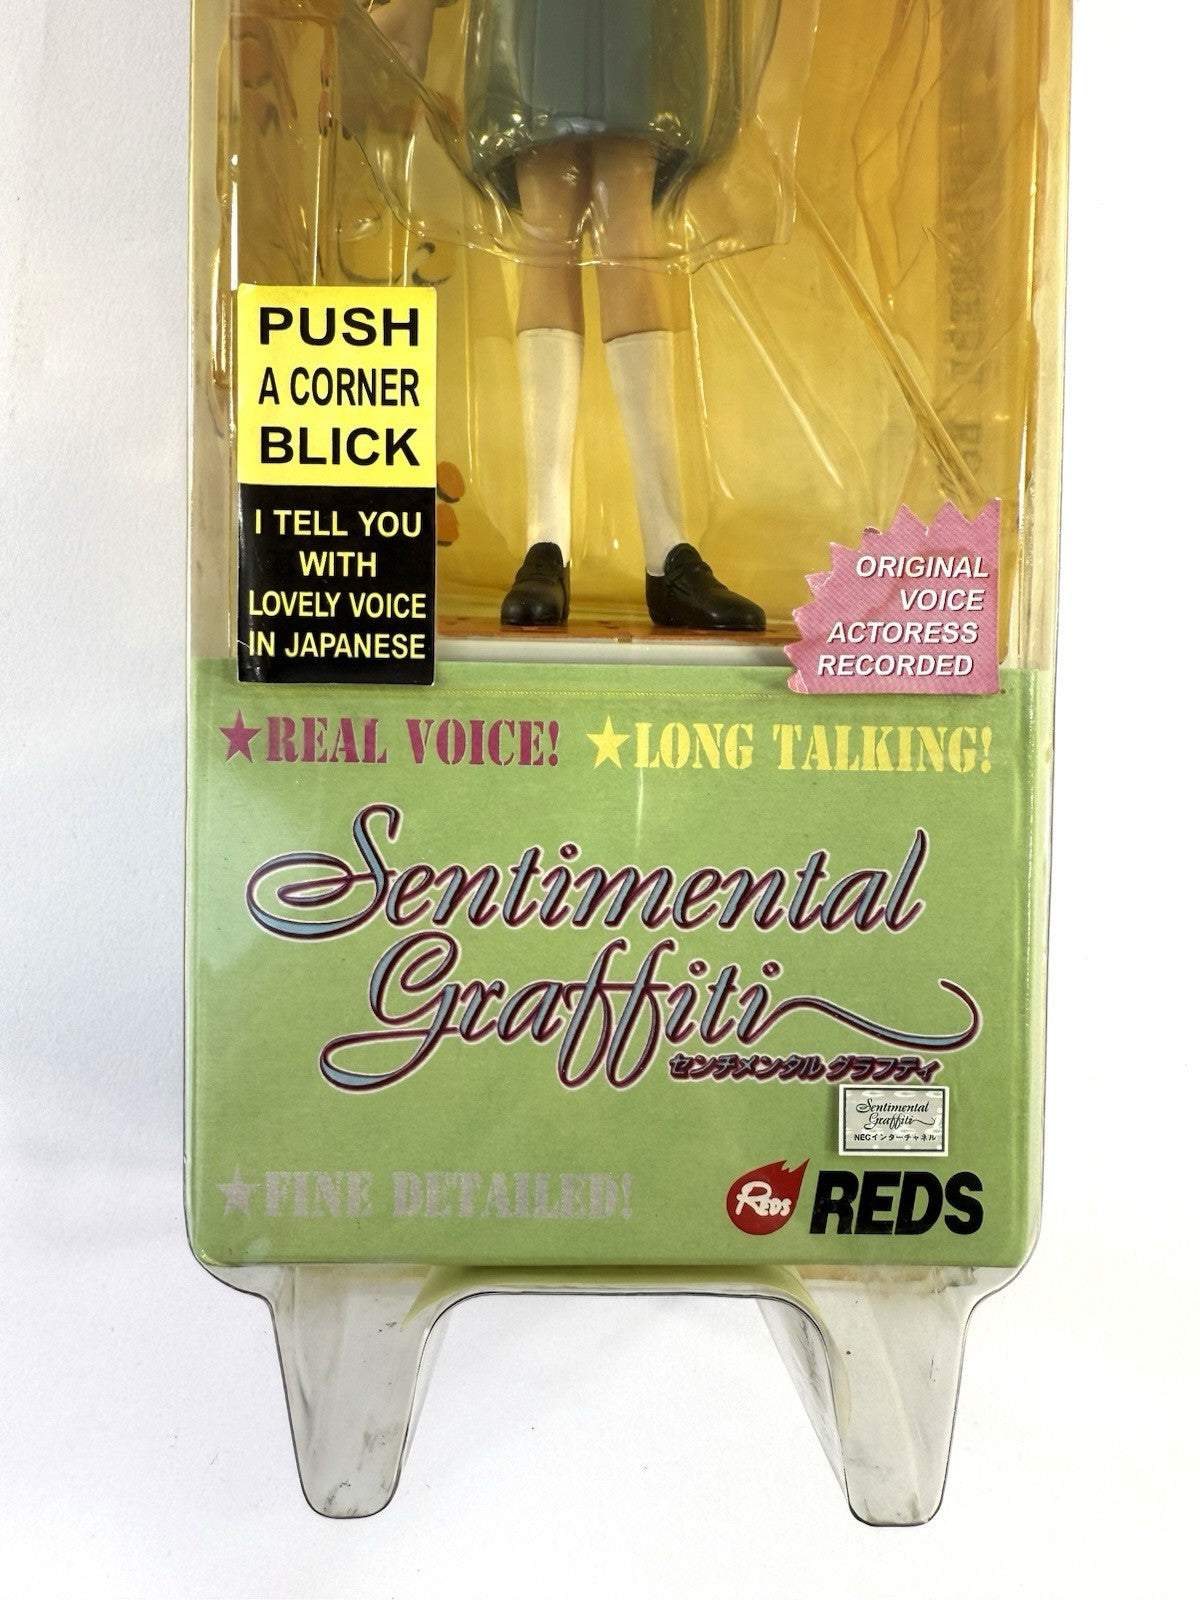 PUSH
A CORNER
BLICK
I TELL YOU
WITH
LOVELY VOICE
IN JAPANESE
ORIGINAL
VOICE
ACTORESS
RECORDED
★REAL VOICE! ★LONG TALKING!
Sentimental
Graffiti
センチメンタル グラフティ
Sentimental
Graffiti
NECインターチャネル
★FINE DETAILED!
REDS REDS